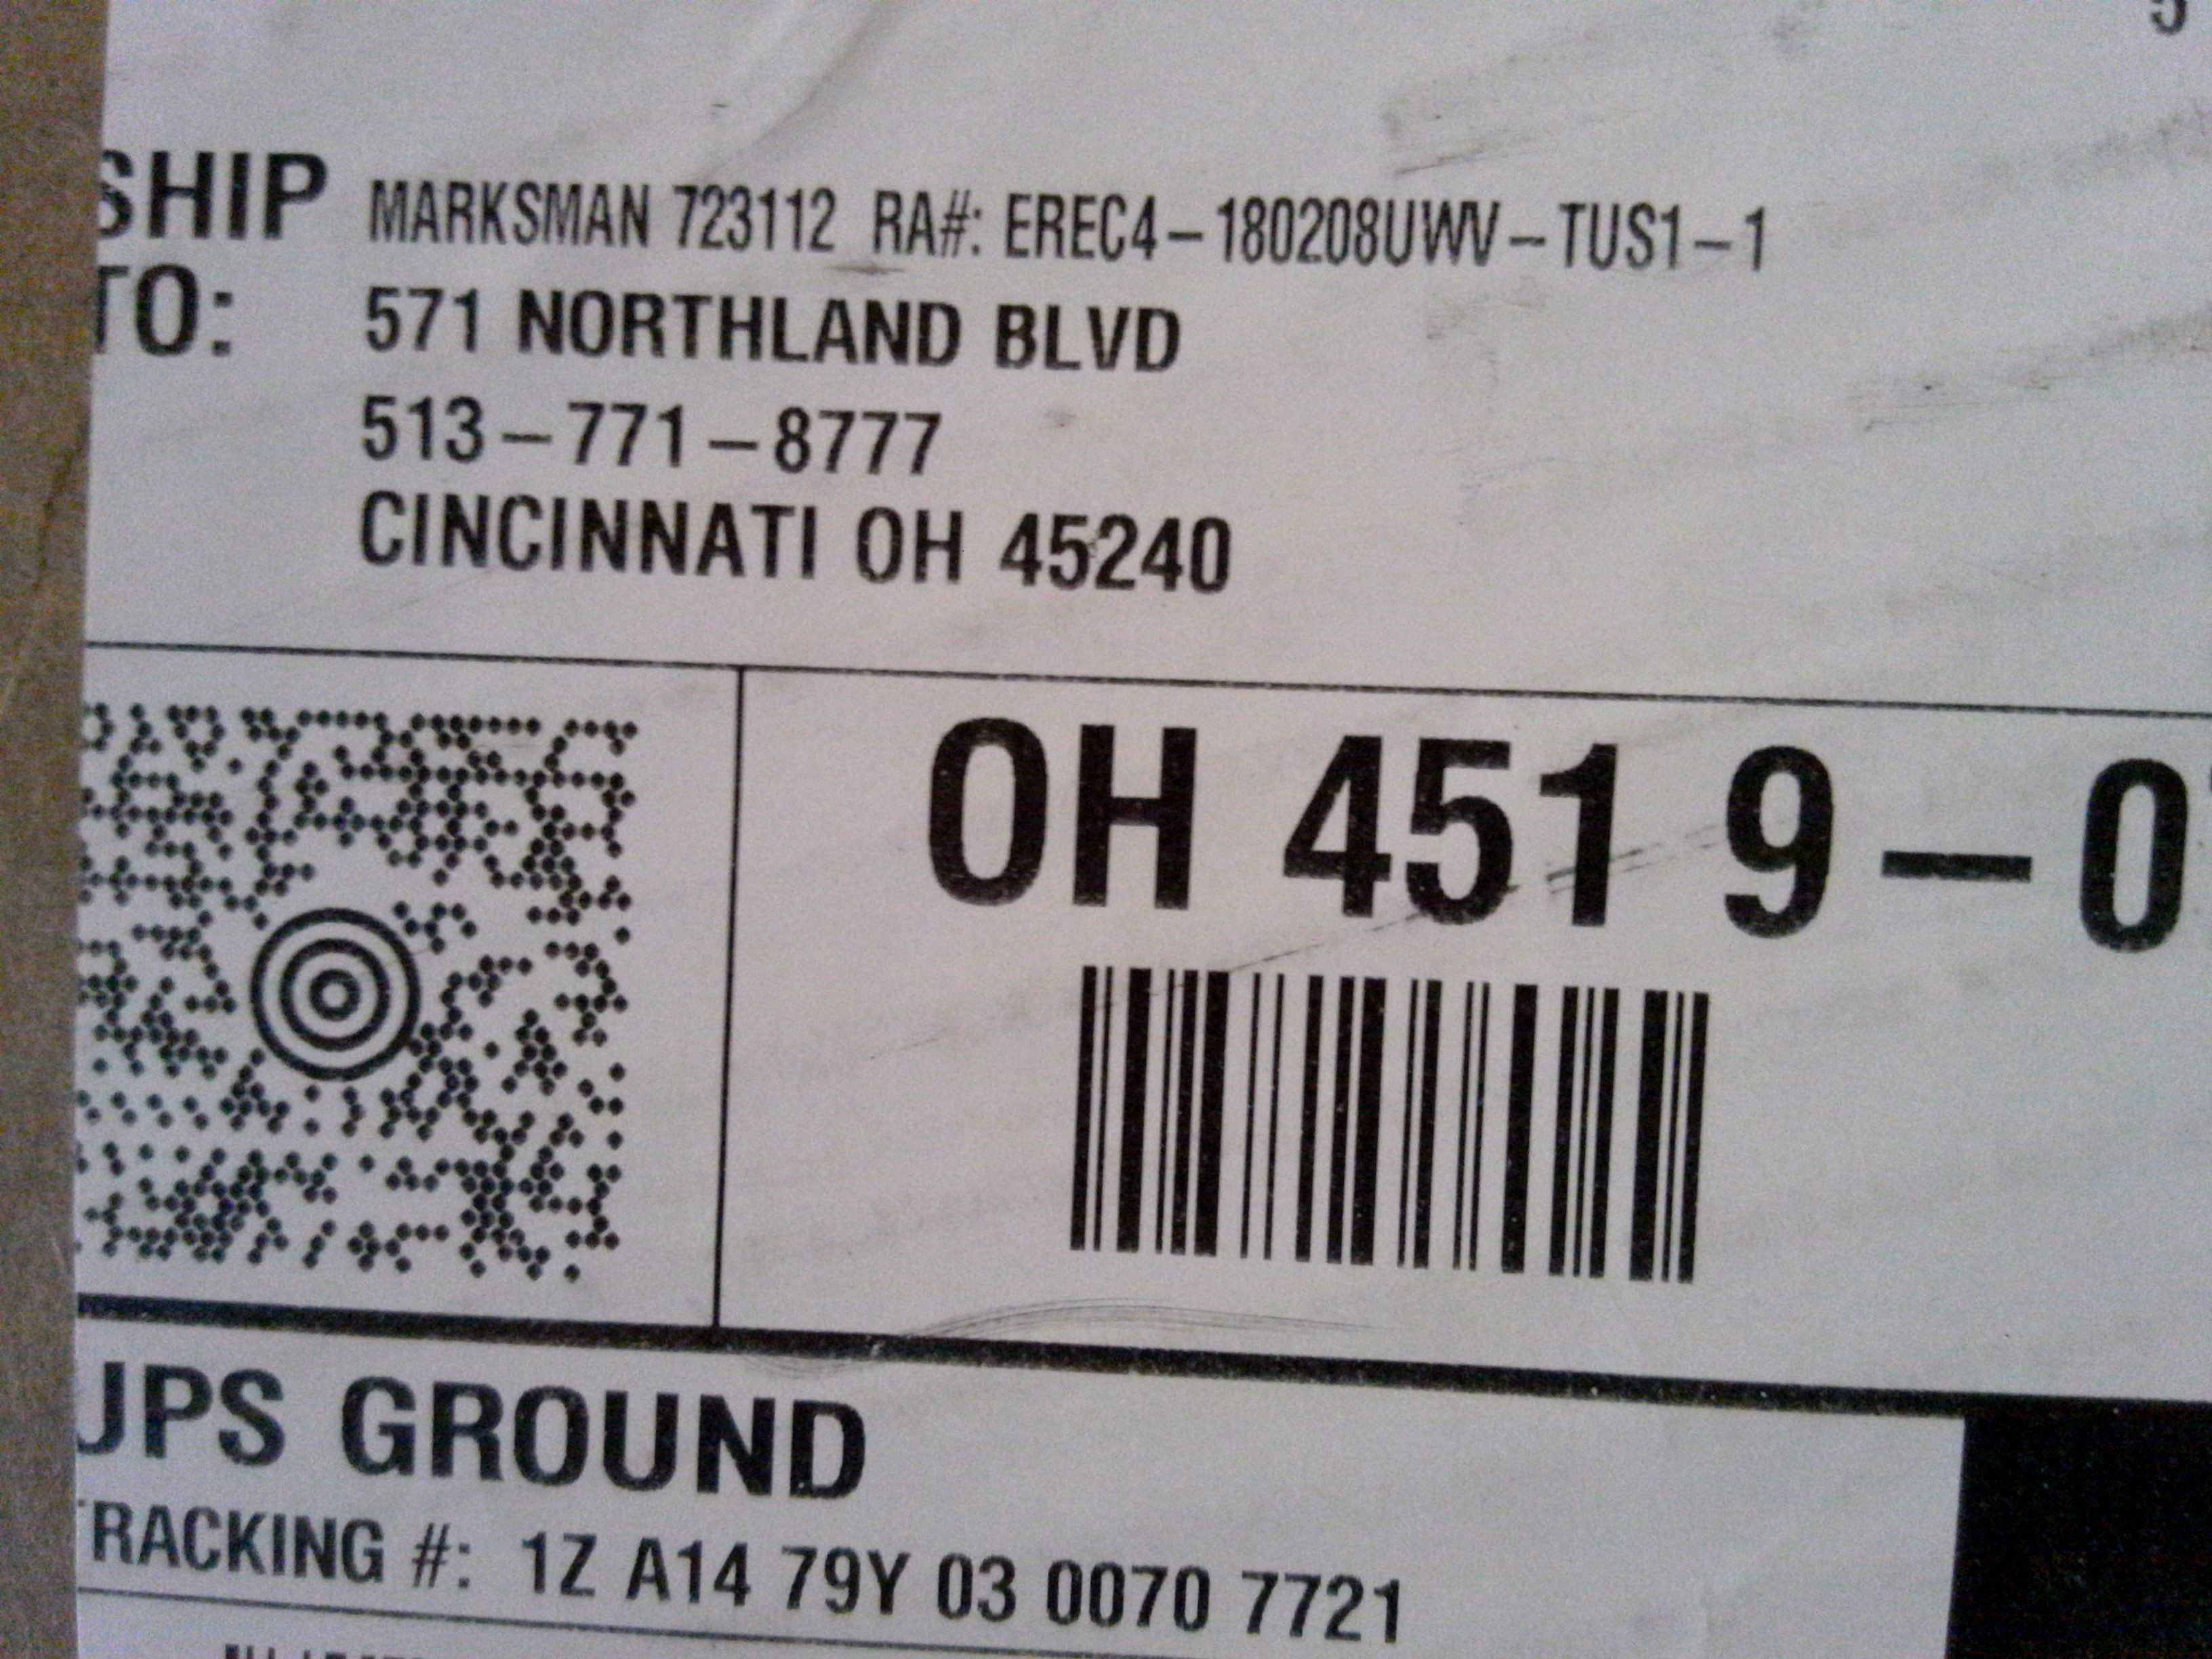 SHIP MARKSMAN 723112 RA#: EREC4-180208UWV-TUS1-1
TO: 571 NORTHLAND BLVD
513-771-8777
CINCINNATI OH 45240
OH 451 9-0
UPS GROUND
TRACKING #: 1Z A14 79Y 03 0070 7721